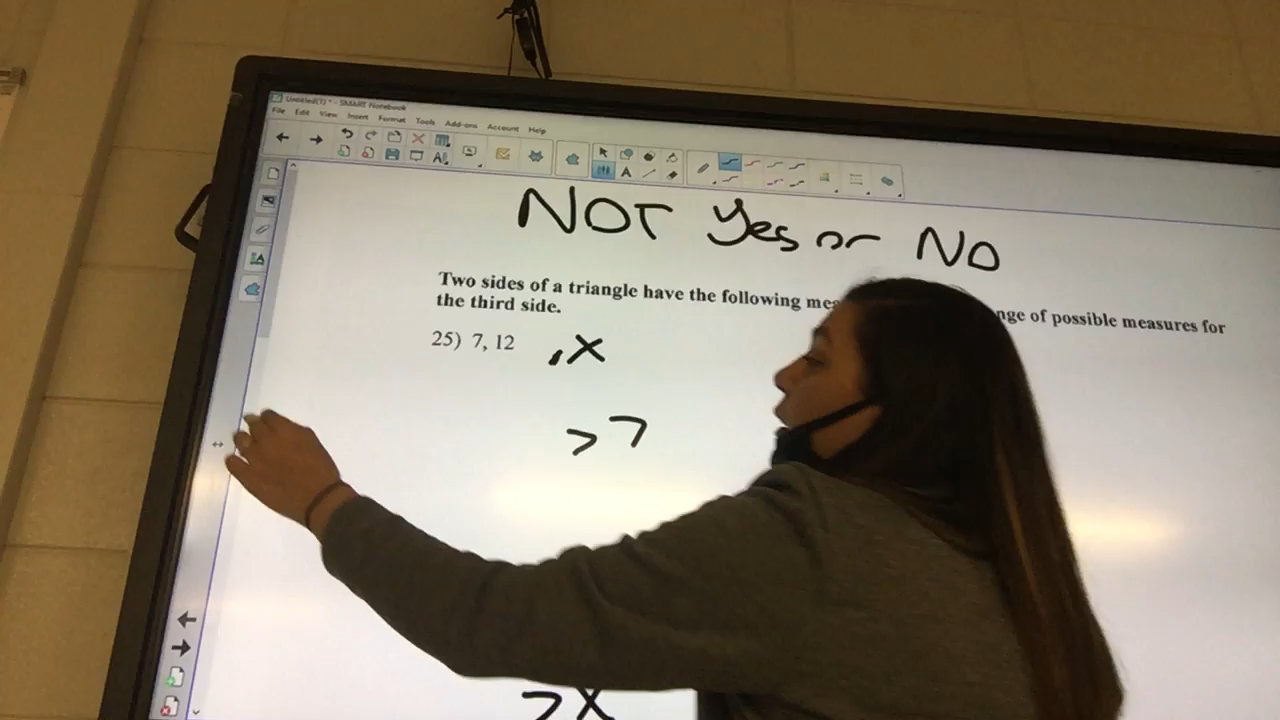 Untitled(1) * - SMART Notebook
File Edit View Insert Format Tools Add-ons Account Help
NOT Yes or NO
Two sides of a triangle have the following nge of possible measures for
the third side.
25) 7, 12 , x
> 7
> x